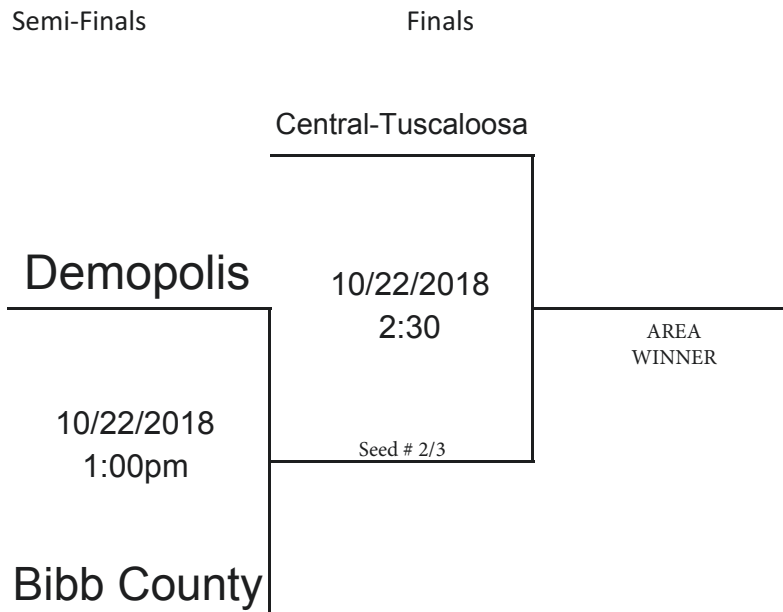 Semi-Finals
Finals
Central-Tuscaloosa
Demopolis
10/22/2018
2:30
AREA
WINNER
10/22/2018
1:00pm
Seed # 2/3
Bibb County